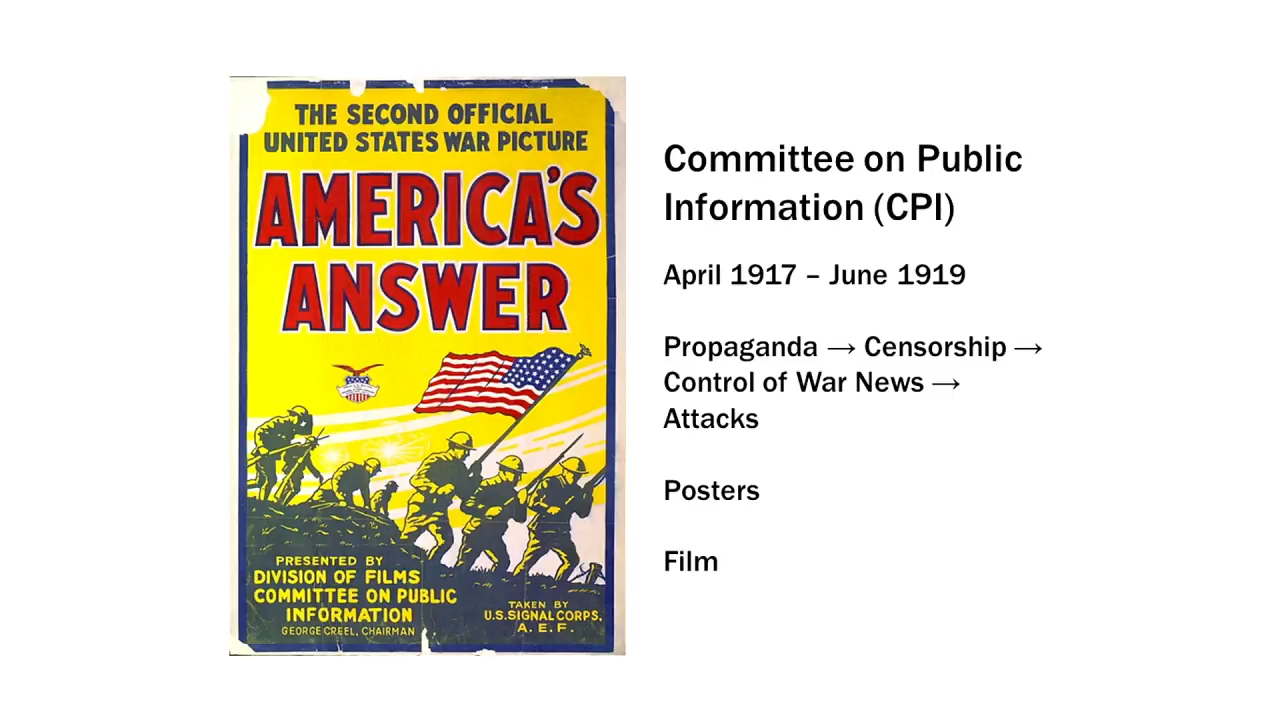 THE SECOND OFFICIAL
UNITED STATES WAR PICTURE
AMERICA'S
ANSWER
PRESENTED BY
DIVISION OF FILMS
COMMITTEE ON PUBLIC
INFORMATION
GEORGE CREEL, CHAIRMAN
TAKEN BY
U.S. SIGNAL CORPS,
A. E. F.
Committee on Public
Information (CPI)
April 1917 – June 1919
Propaganda → Censorship →
Control of War News →
Attacks
Posters
Film